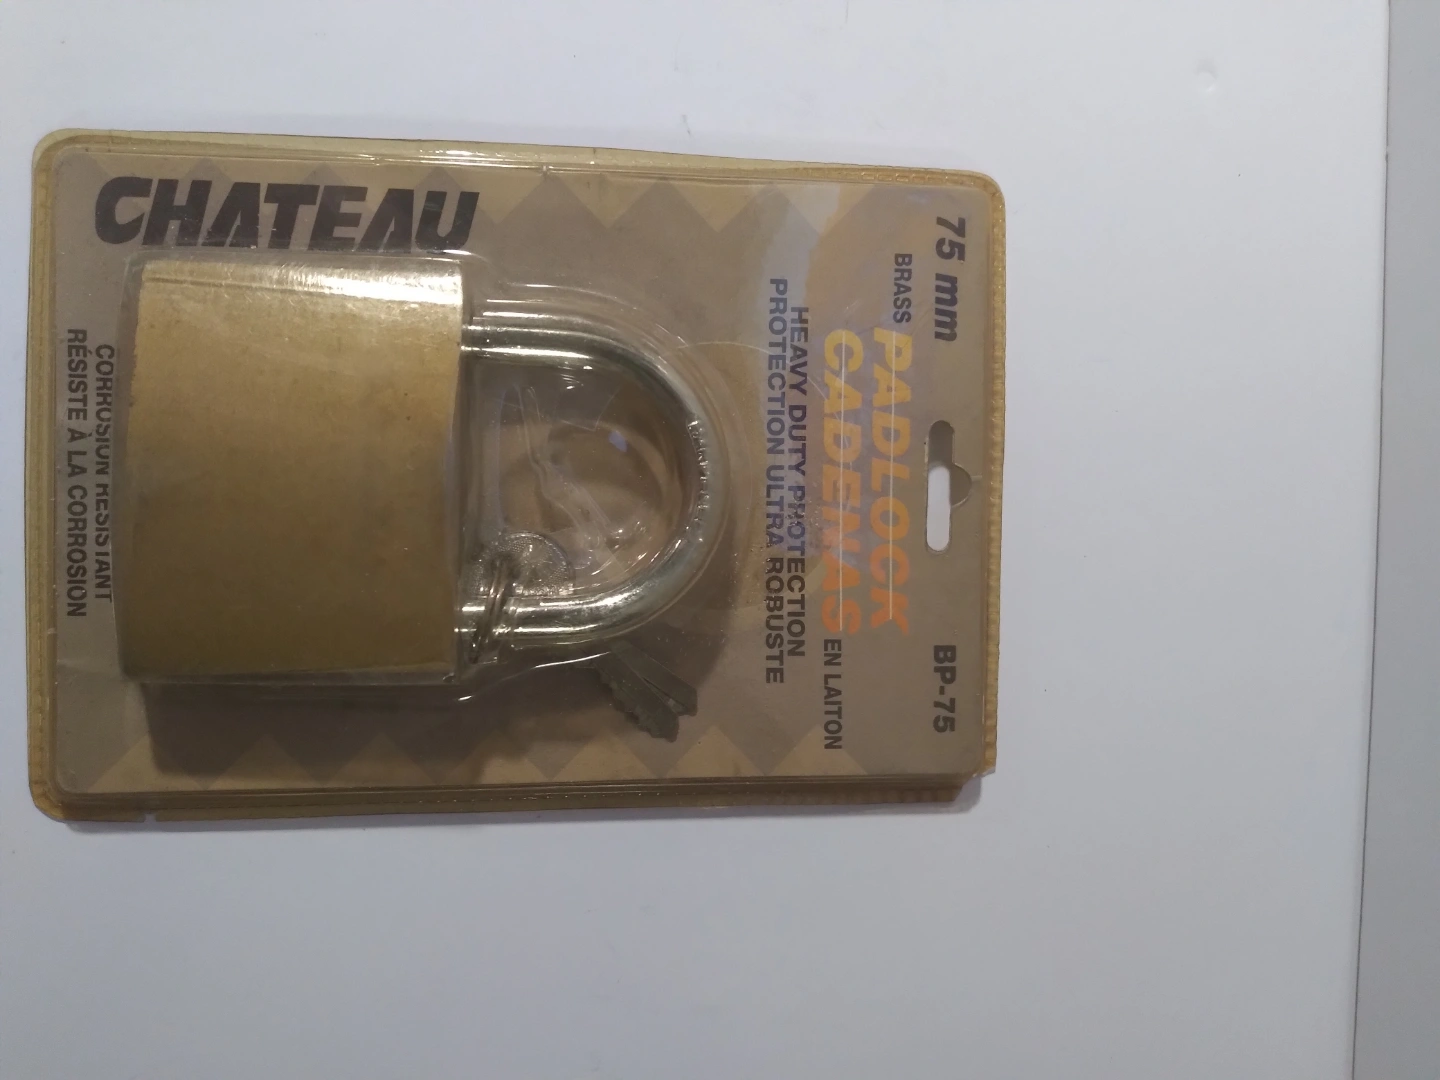 75 mm
BP-75
BRASS PADLOCK
CADENAS EN LAITON
HEAVY DUTY PROTECTION
PROTECTION ULTRA ROBUSTE
CHATEAU
CORROSION RESISTANT
RÉSISTE À LA CORROSION